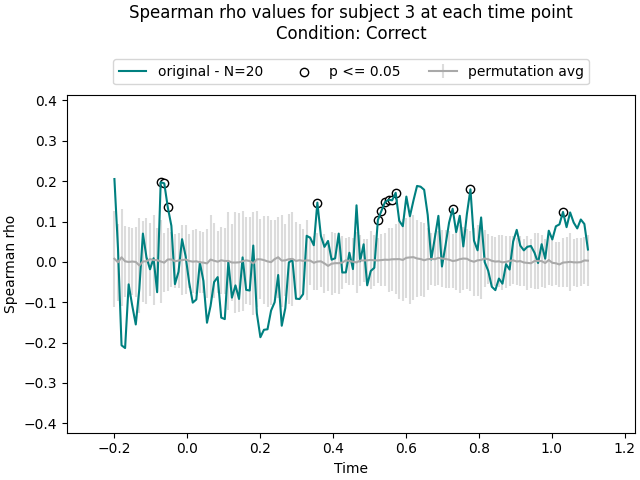 Spearman rho values for subject 3 at each time point
Condition: Correct
original - N=20 p <= 0.05 permutation avg
0.4
0.3
0.2
0.1
0.0
−0.1
−0.2
−0.3
−0.4
Spearman rho
−0.2 0.0 0.2 0.4 0.6 0.8 1.0 1.2
Time